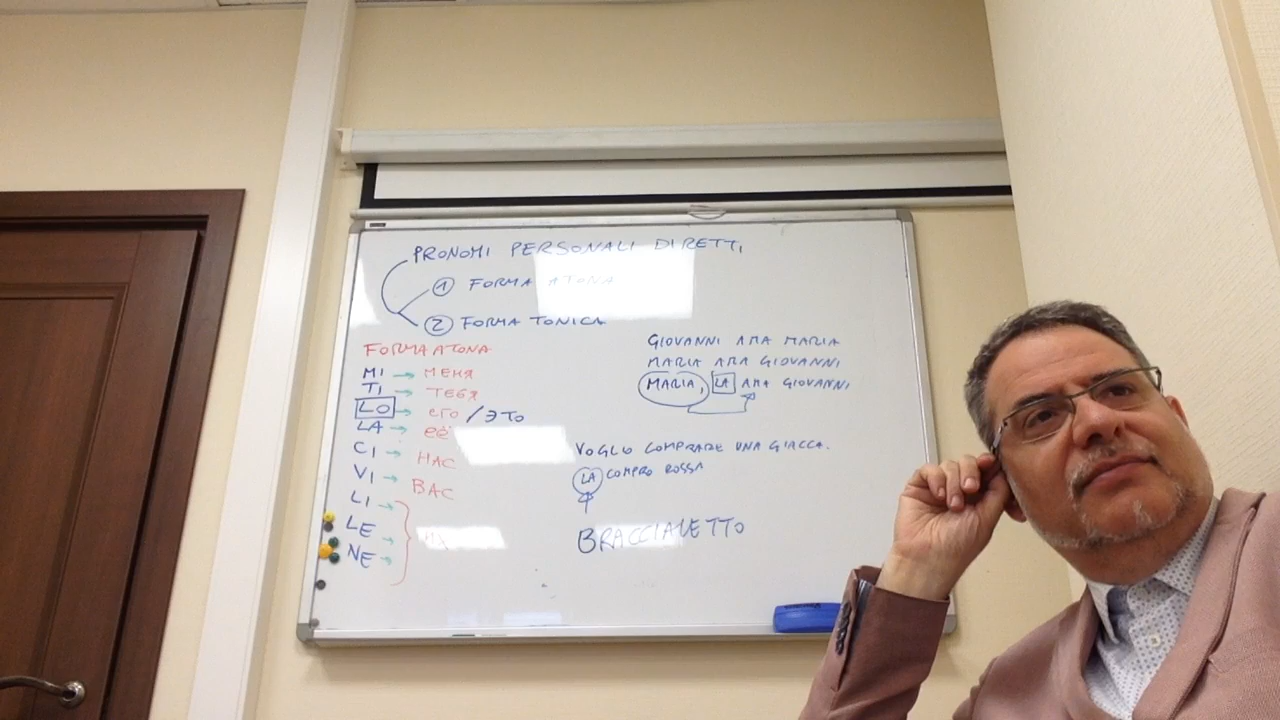 PRONOMI PERSONALI DIRETTI
1 FORMA ATONA
2 FORMA TONICA
FORMA ATONA
MI → МЕНЯ
TI → ТЕБЯ
LO → ЕГО / ЭТО
LA → ЕЁ
CI → НАС
VI → ВАС
LI →
LE →
NE →
ИХ
GIOVANNI AMA MARIA
MARIA AMA GIOVANNI
MARIA, LA AMA GIOVANNI
VOGLIO COMPRARE UNA GIACCA.
LA COMPRO ROSSA
BRACCIALETTO